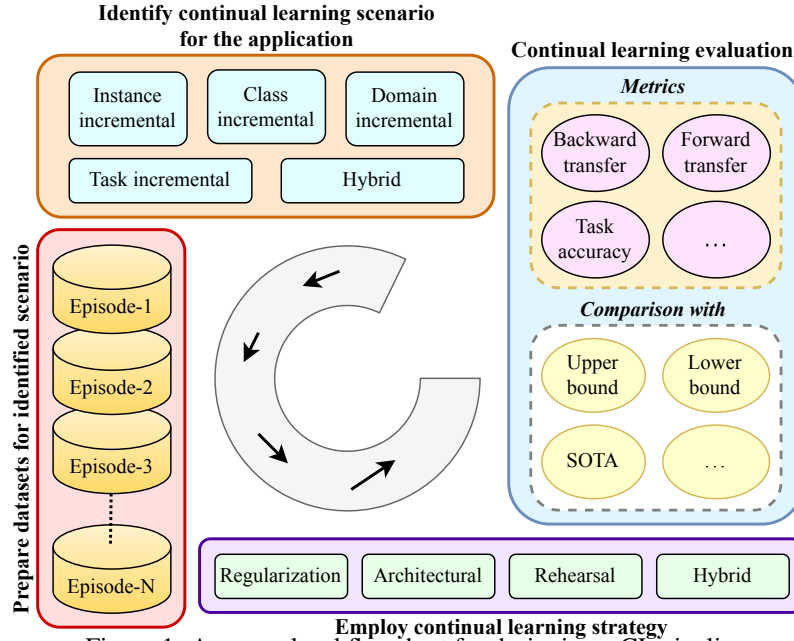 Identify continual learning scenario
for the application
Instance
incremental
Class
incremental
Domain
incremental
Task incremental
Hybrid
Continual learning evaluation
Metrics
Backward
transfer
Forward
transfer
Task
accuracy
...
Comparison with
Upper
bound
Lower
bound
SOTA
...
Prepare datasets for identified scenario
Episode-1
Episode-2
Episode-3
Episode-N
Regularization
Architectural
Rehearsal
Hybrid
Employ continual learning strategy